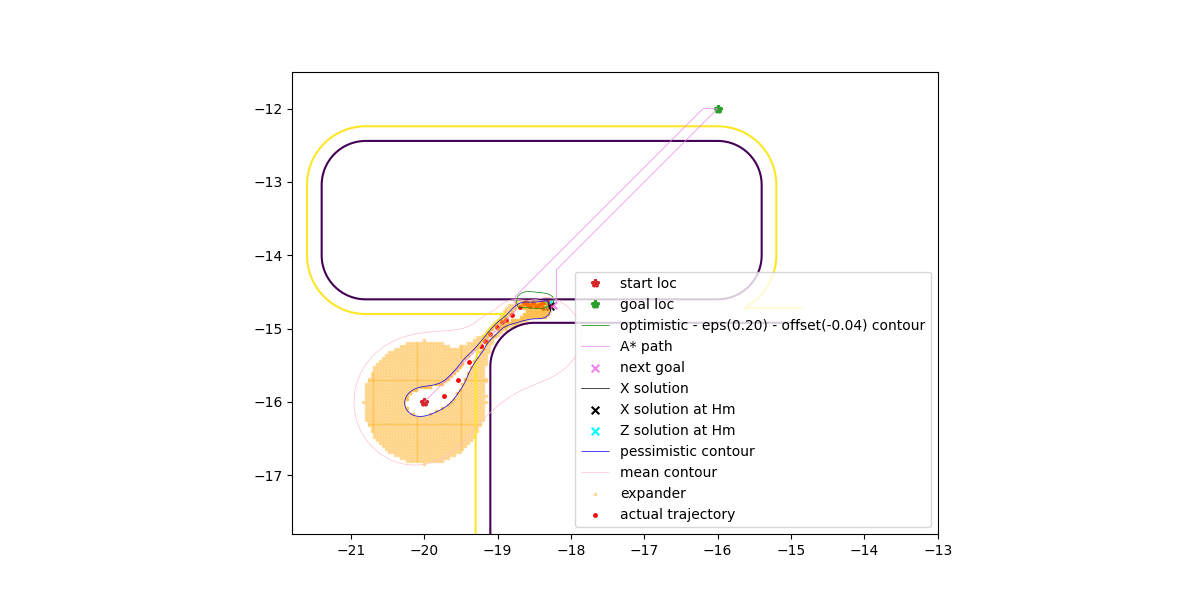 −12
−13
−14
−15
−16
−17
start loc
goal loc
optimistic - eps(0.20) - offset(-0.04) contour
A* path
next goal
X solution
X solution at Hm
Z solution at Hm
pessimistic contour
mean contour
expander
actual trajectory
−21 −20 −19 −18 −17 −16 −15 −14 −13